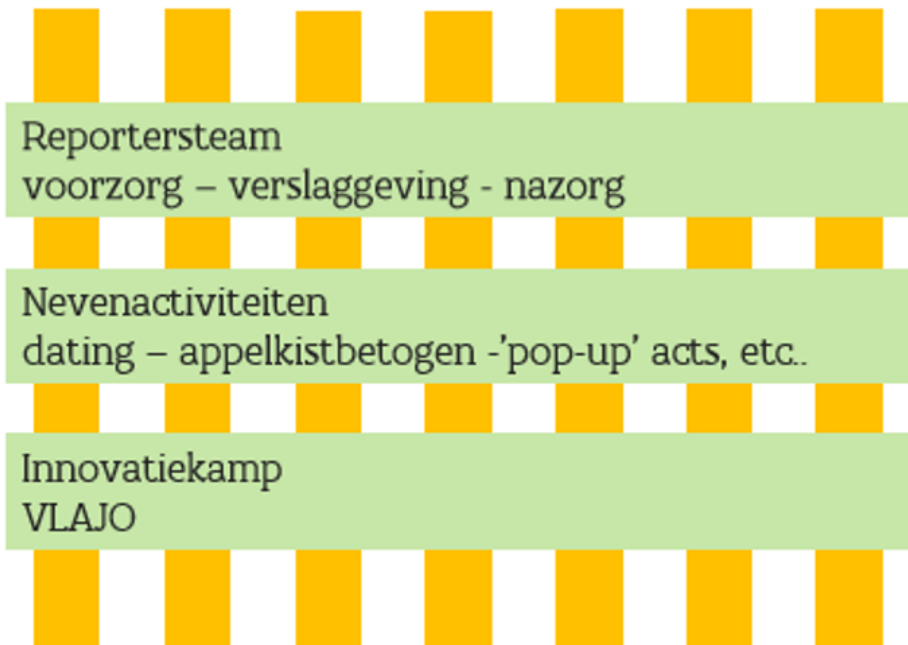 Reportersteam
voorzorg – verslaggeving - nazorg
Nevenactiviteiten
dating – appelkistbetogen -’pop-up’ acts, etc..
Innovatiekamp
VLAJO